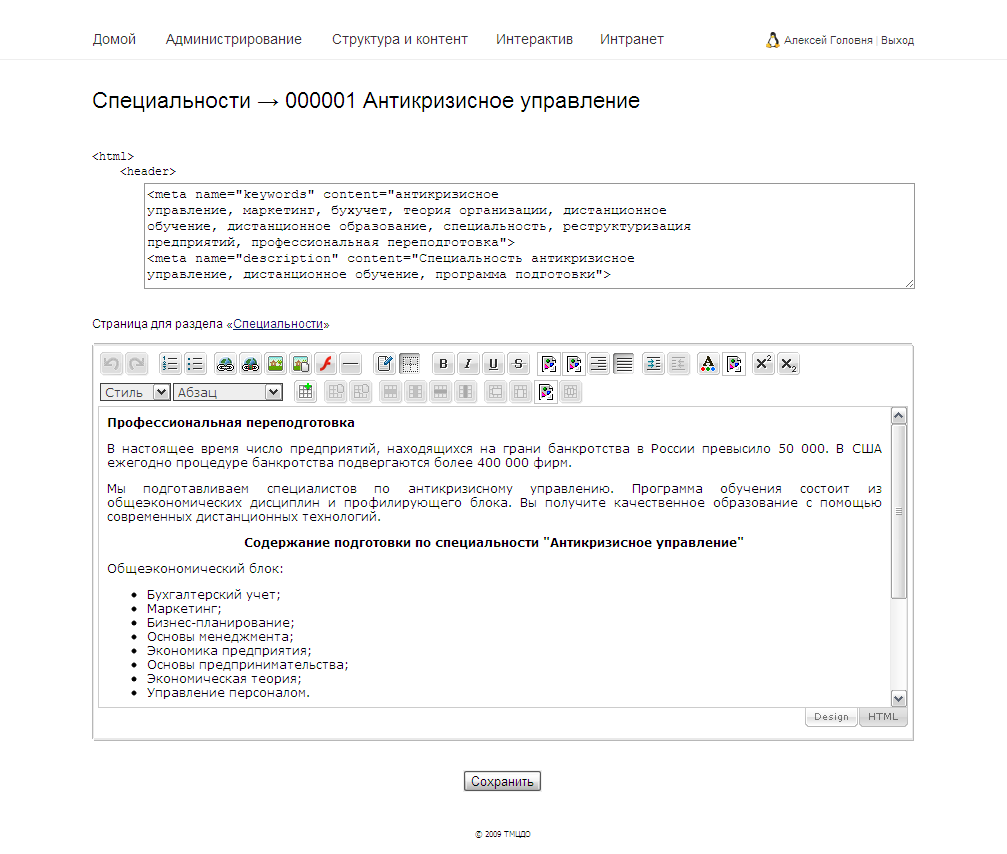 Домой Администрирование Структура и контент Интерактив Интранет Алексей Головня | Выход
Специальности → 000001 Антикризисное управление
<html>
<header>
<meta name="keywords" content="антикризисное
управление, маркетинг, бухучет, теория организации, дистанционное
обучение, дистанционное образование, специальность, реструктуризация
предприятий, профессиональная переподготовка">
<meta name="description" content="Специальность антикризисное
управление, дистанционное обучение, программа подготовки">
Страница для раздела «Специальности»
B I U S A X² X₂
Стиль Абзац
Профессиональная переподготовка
В настоящее время число предприятий, находящихся на грани банкротства в России превысило 50 000. В США
ежегодно процедуре банкротства подвергаются более 400 000 фирм.
Мы подготавливаем специалистов по антикризисному управлению. Программа обучения состоит из
общеэкономических дисциплин и профилирующего блока. Вы получите качественное образование с помощью
современных дистанционных технологий.
Содержание подготовки по специальности "Антикризисное управление"
Общеэкономический блок:
• Бухгалтерский учет;
• Маркетинг;
• Бизнес-планирование;
• Основы менеджмента;
• Экономика предприятия;
• Основы предпринимательства;
• Экономическая теория;
• Управление персоналом.
Design HTML
Сохранить
© 2009 ТМЦДО